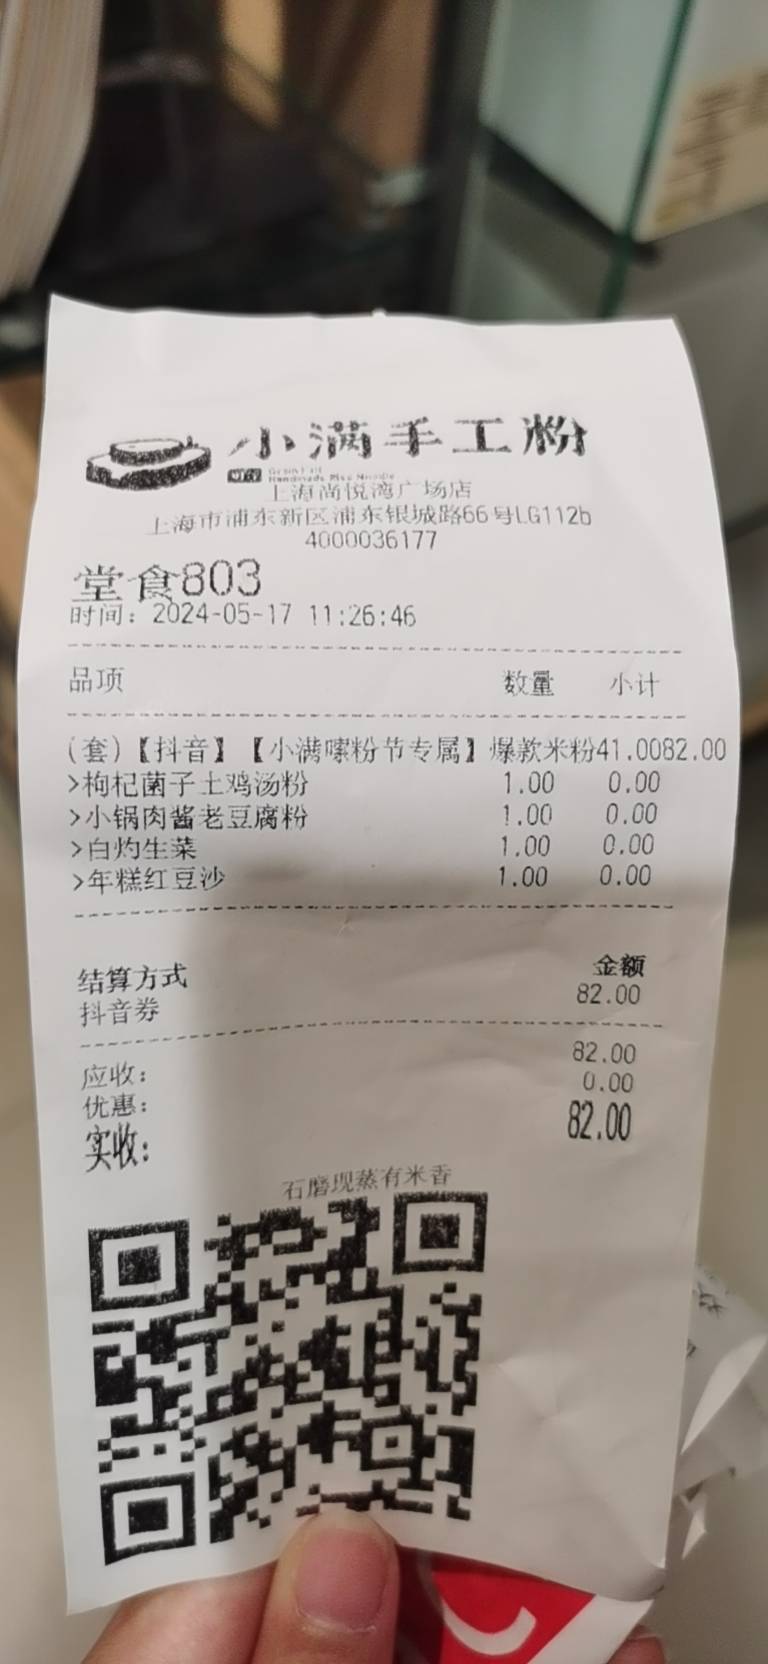 小满手工粉
Handmade Rice Noodle
上海尚悦湾广场店
上海市浦东新区浦东银城路66号LG112b
4000036177
堂食803
时间：2024-05-17 11:26:46
品项 数量 小计
(套)【抖音】【小满嗦粉节专属】爆款米粉41.0082.00
>枸杞菌子土鸡汤粉 1.00 0.00
>小锅肉酱老豆腐粉 1.00 0.00
>白灼生菜 1.00 0.00
>年糕红豆沙 1.00 0.00
结算方式 金额
抖音券 82.00
应收： 82.00
优惠： 0.00
实收： 82.00
石磨现蒸有米香